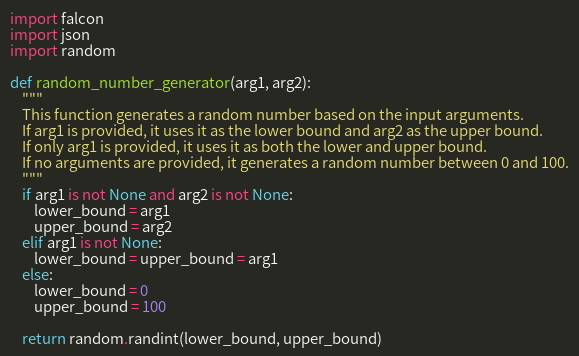 import falcon
import json
import random

def random_number_generator(arg1, arg2):
    """
    This function generates a random number based on the input arguments.
    If arg1 is provided, it uses it as the lower bound and arg2 as the upper bound.
    If only arg1 is provided, it uses it as both the lower and upper bound.
    If no arguments are provided, it generates a random number between 0 and 100.
    """
    if arg1 is not None and arg2 is not None:
        lower_bound = arg1
        upper_bound = arg2
    elif arg1 is not None:
        lower_bound = upper_bound = arg1
    else:
        lower_bound = 0
        upper_bound = 100

    return random.randint(lower_bound, upper_bound)